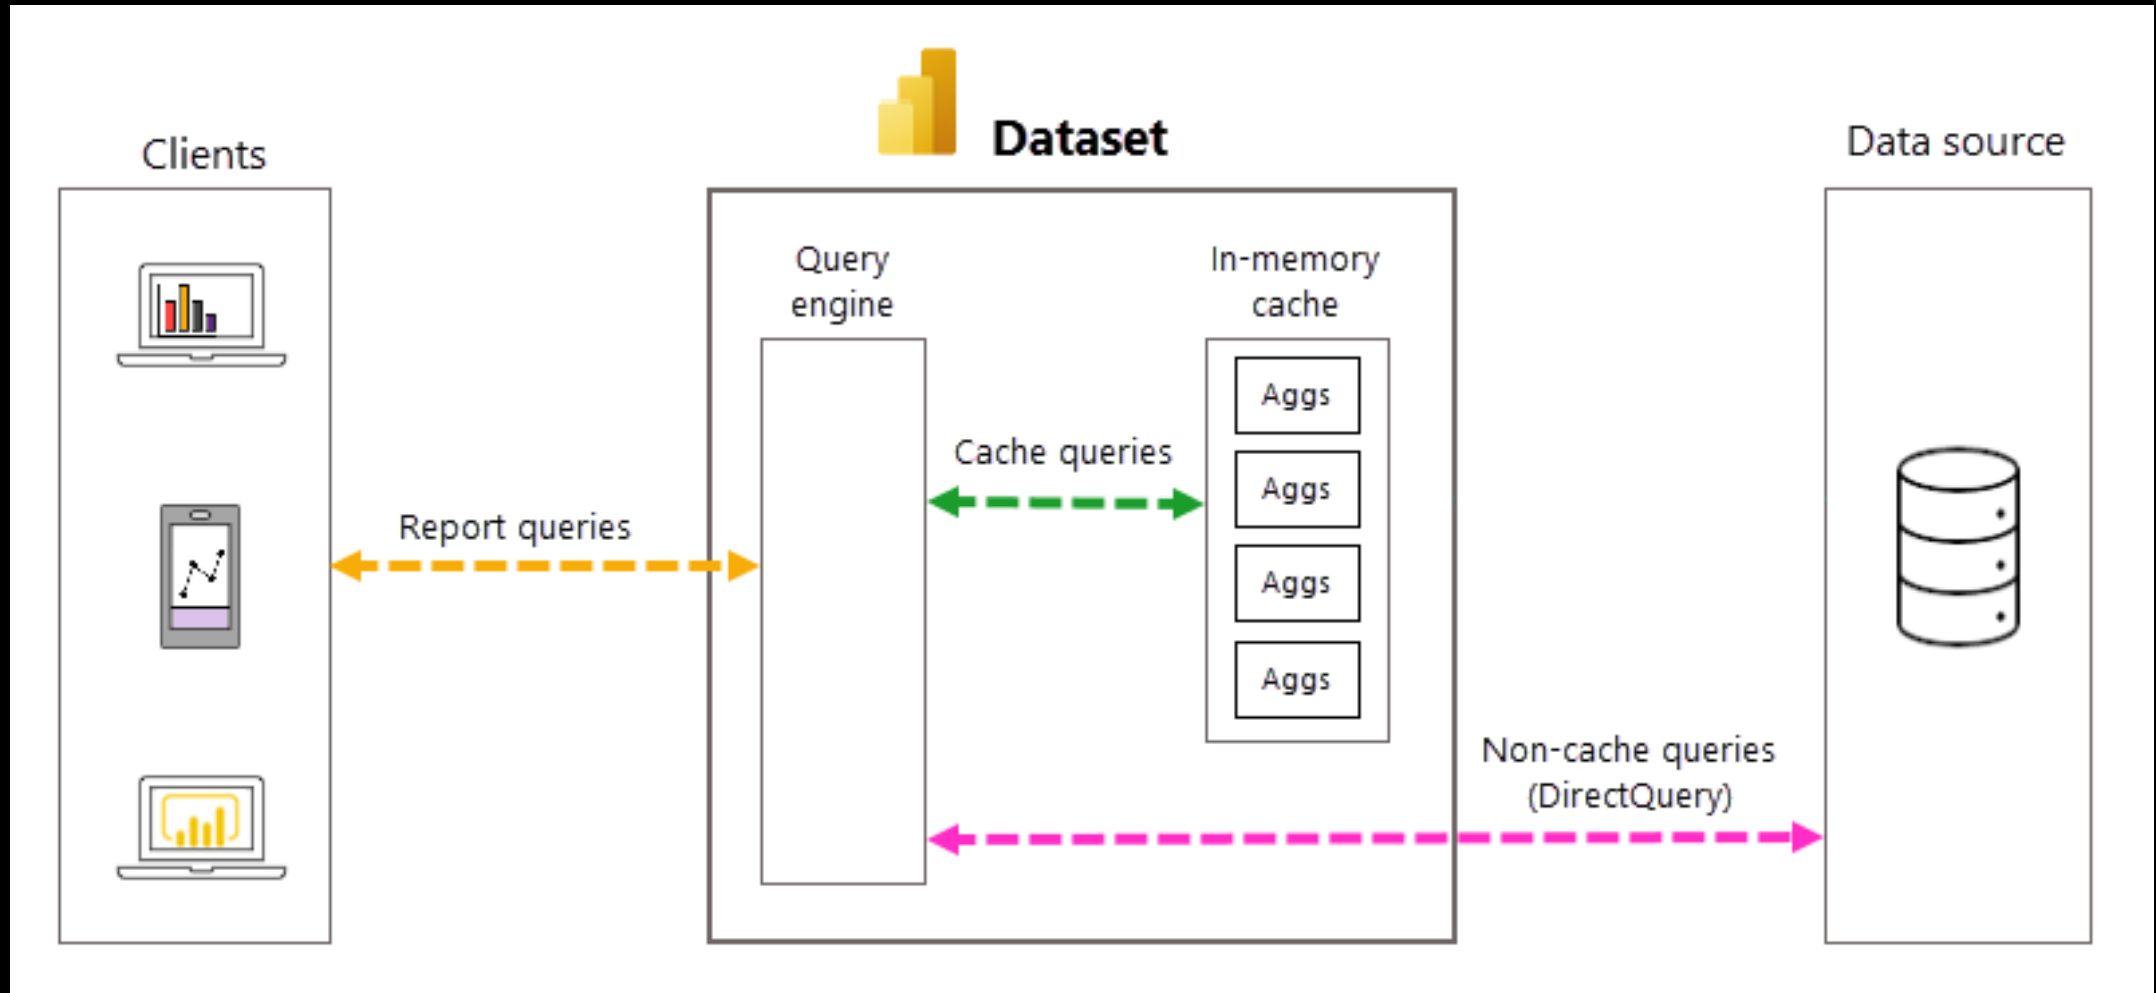 Clients
Dataset
Data source
Query
engine
In-memory
cache
Aggs
Aggs
Aggs
Aggs
Cache queries
Report queries
Non-cache queries
(DirectQuery)